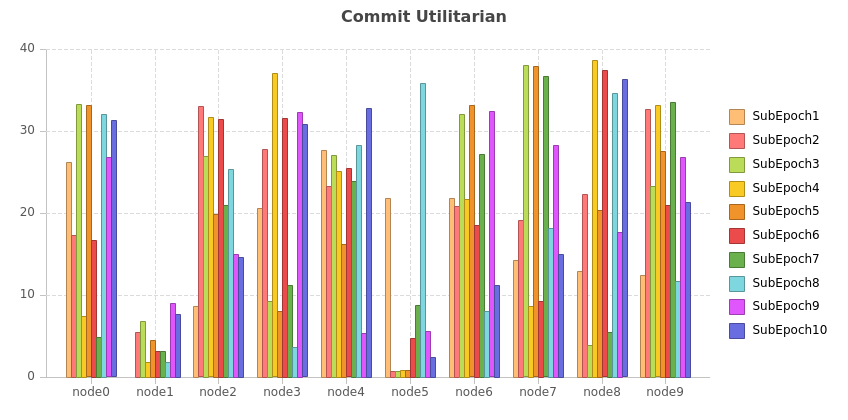 Commit Utilitarian
40
30
20
10
0
node0 node1 node2 node3 node4 node5 node6 node7 node8 node9
SubEpoch1
SubEpoch2
SubEpoch3
SubEpoch4
SubEpoch5
SubEpoch6
SubEpoch7
SubEpoch8
SubEpoch9
SubEpoch10